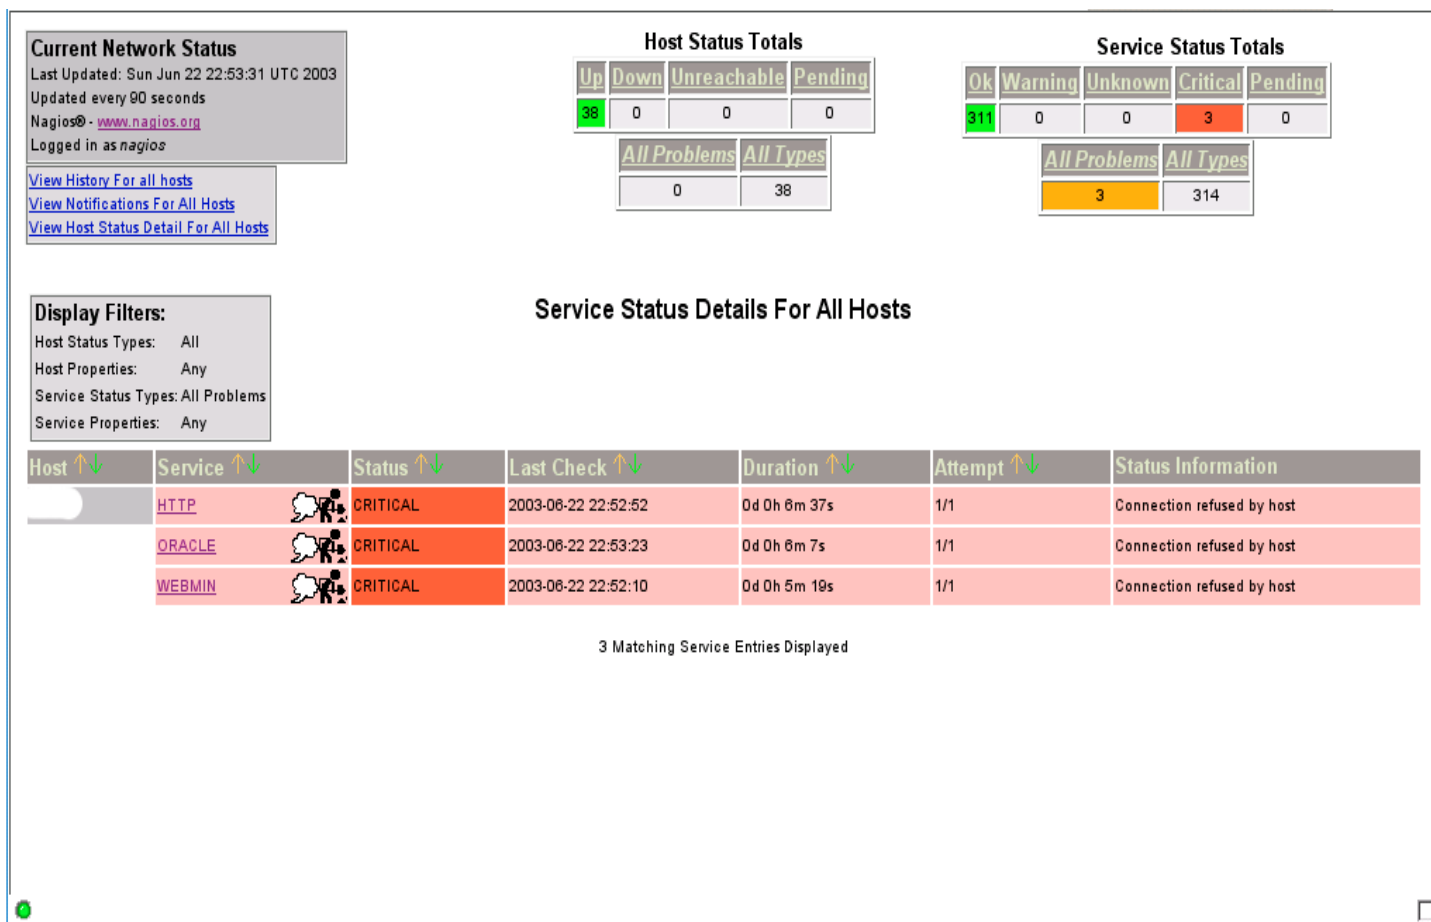 Current Network Status
Last Updated: Sun Jun 22 22:53:31 UTC 2003
Updated every 90 seconds
Nagios® - www.nagios.org
Logged in as nagios
View History For all hosts
View Notifications For All Hosts
View Host Status Detail For All Hosts
Host Status Totals
Up Down Unreachable Pending
38 0 0 0
All Problems All Types
0 38
Service Status Totals
Ok Warning Unknown Critical Pending
311 0 0 3 0
All Problems All Types
3 314
Display Filters:
Host Status Types: All
Host Properties: Any
Service Status Types: All Problems
Service Properties: Any
Service Status Details For All Hosts
Host Service Status Last Check Duration Attempt Status Information
HTTP CRITICAL 2003-06-22 22:52:52 0d 0h 6m 37s 1/1 Connection refused by host
ORACLE CRITICAL 2003-06-22 22:53:23 0d 0h 6m 7s 1/1 Connection refused by host
WEBMIN CRITICAL 2003-06-22 22:52:10 0d 0h 5m 19s 1/1 Connection refused by host
3 Matching Service Entries Displayed